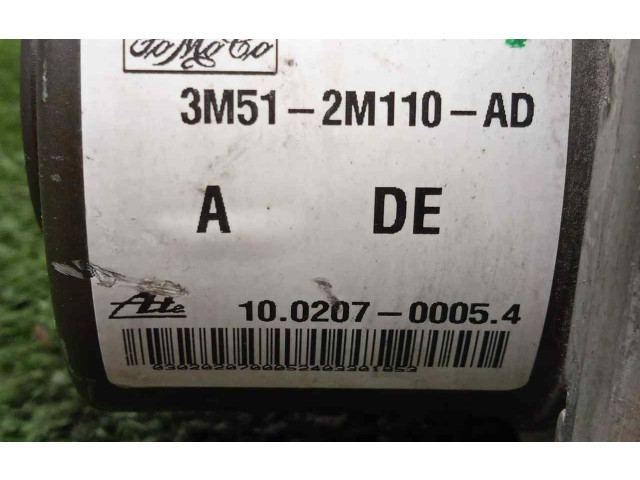 FoMoCo
3M51-2M110-AD
A DE
Ate
10.0207-0005.4